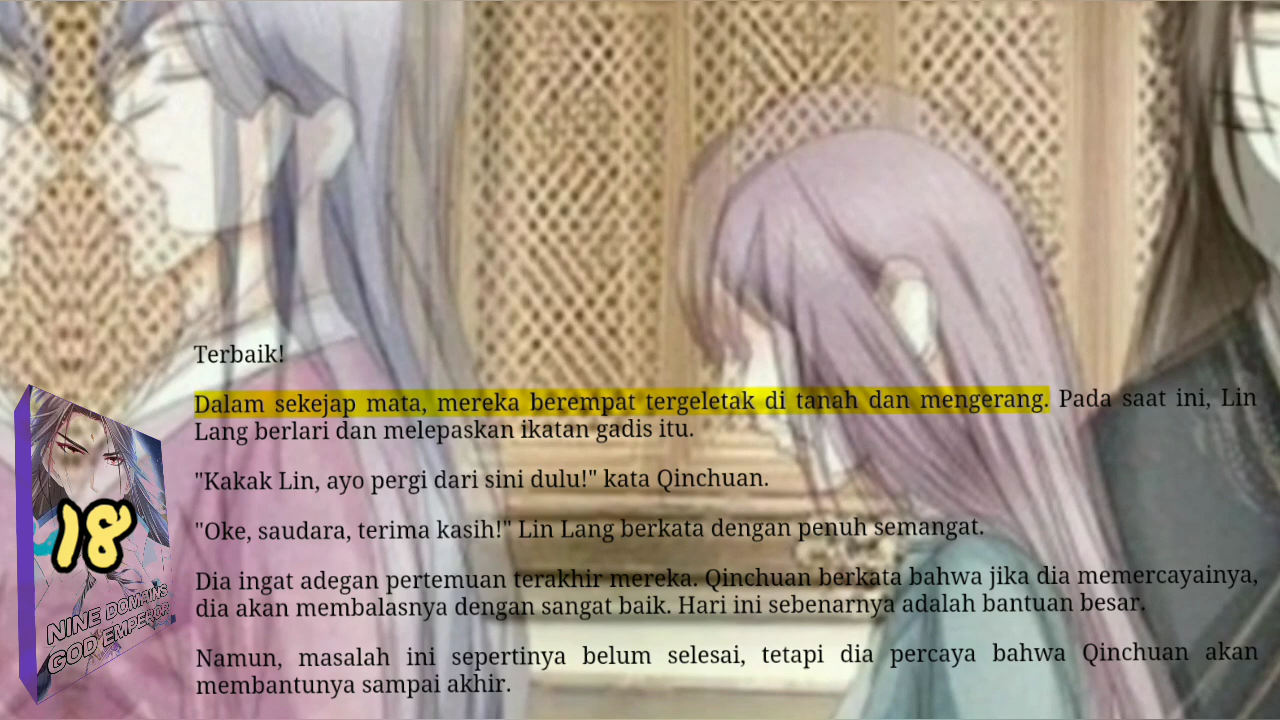 Terbaik!
Dalam sekejap mata, mereka berempat tergeletak di tanah dan mengerang. Pada saat ini, Lin
Lang berlari dan melepaskan ikatan gadis itu.
"Kakak Lin, ayo pergi dari sini dulu!" kata Qinchuan.
"Oke, saudara, terima kasih!" Lin Lang berkata dengan penuh semangat.
Dia ingat adegan pertemuan terakhir mereka. Qinchuan berkata bahwa jika dia memercayainya,
dia akan membalasnya dengan sangat baik. Hari ini sebenarnya adalah bantuan besar.
Namun, masalah ini sepertinya belum selesai, tetapi dia percaya bahwa Qinchuan akan
membantunya sampai akhir.
18
NINE DOMAINS
GOD EMPEROR